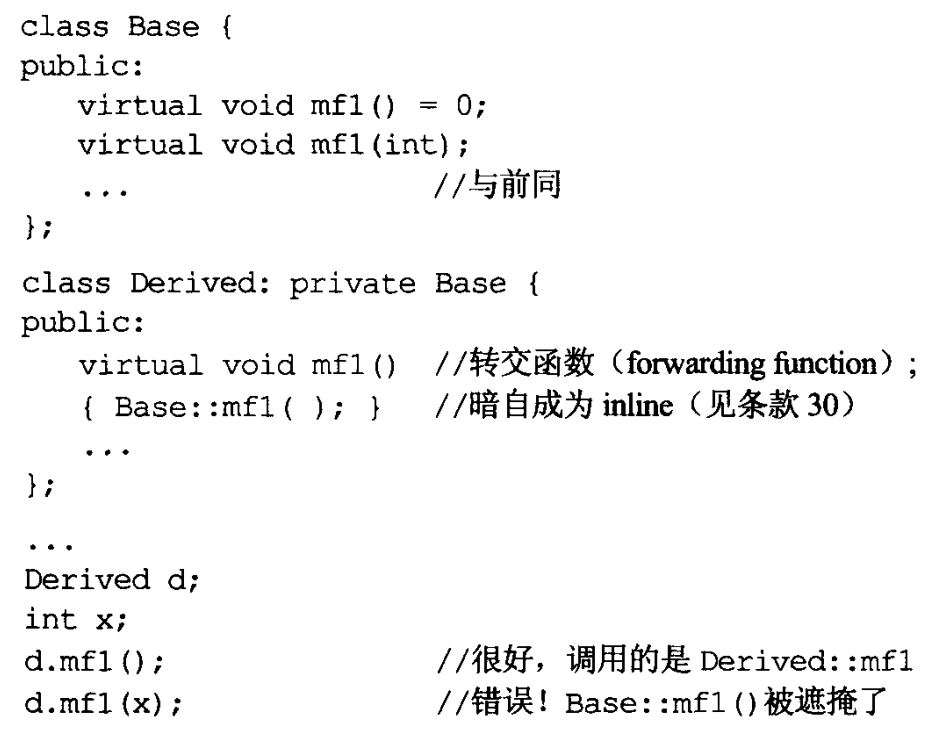 class Base {
public:
virtual void mf1() = 0;
virtual void mf1(int);
... //与前同
};
class Derived: private Base {
public:
virtual void mf1() //转交函数（forwarding function）;
{ Base::mf1( ); } //暗自成为 inline（见条款 30）
...
};
...
Derived d;
int x;
d.mf1(); //很好，调用的是 Derived::mf1
d.mf1(x); //错误！Base::mf1()被遮掩了